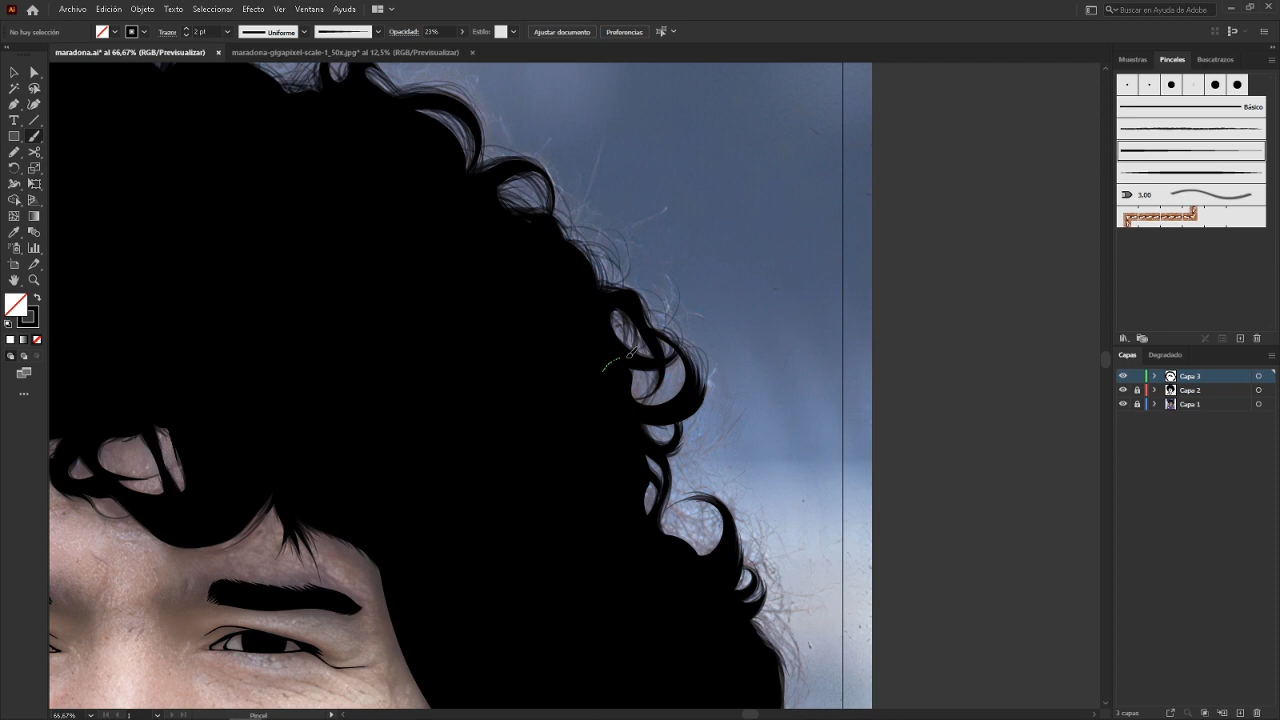 Ai Archivo Edición Objeto Texto Seleccionar Efecto Ver Ventana Ayuda Buscar en Ayuda de Adobe
No hay selección Trazo: 2 pt Uniforme Opacidad: 23% Estilo: Ajustar documento Preferencias
maradona.ai* al 66,67% (RGB/Previsualizar) × maradona-gigapixel-scale-1_50x.jpg* al 12,5% (RGB/Previsualizar) ×
Muestras Pinceles Buscatrazos
Básico
3.00
Capas Degradado
Capa 3
Capa 2
Capa 1
66,67% 1 Pincel 3 capas